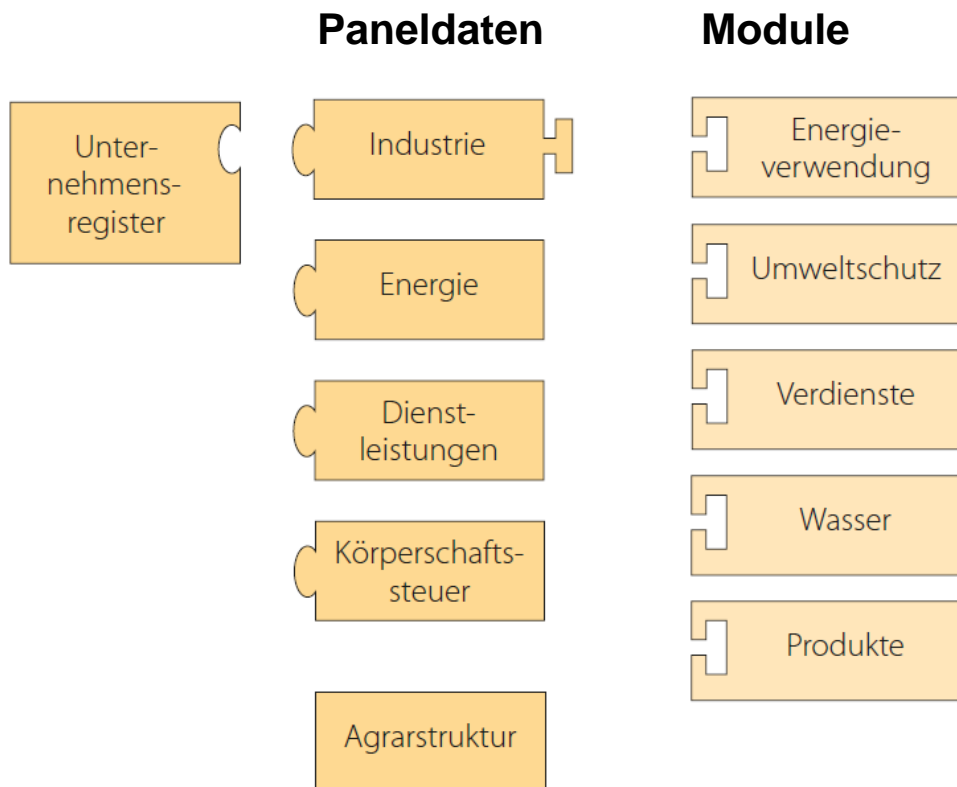 Paneldaten
Module
Unter-
nehmens-
register
Industrie
Energie
Dienst-
leistungen
Körperschafts-
steuer
Agrarstruktur
Energie-
verwendung
Umweltschutz
Verdienste
Wasser
Produkte